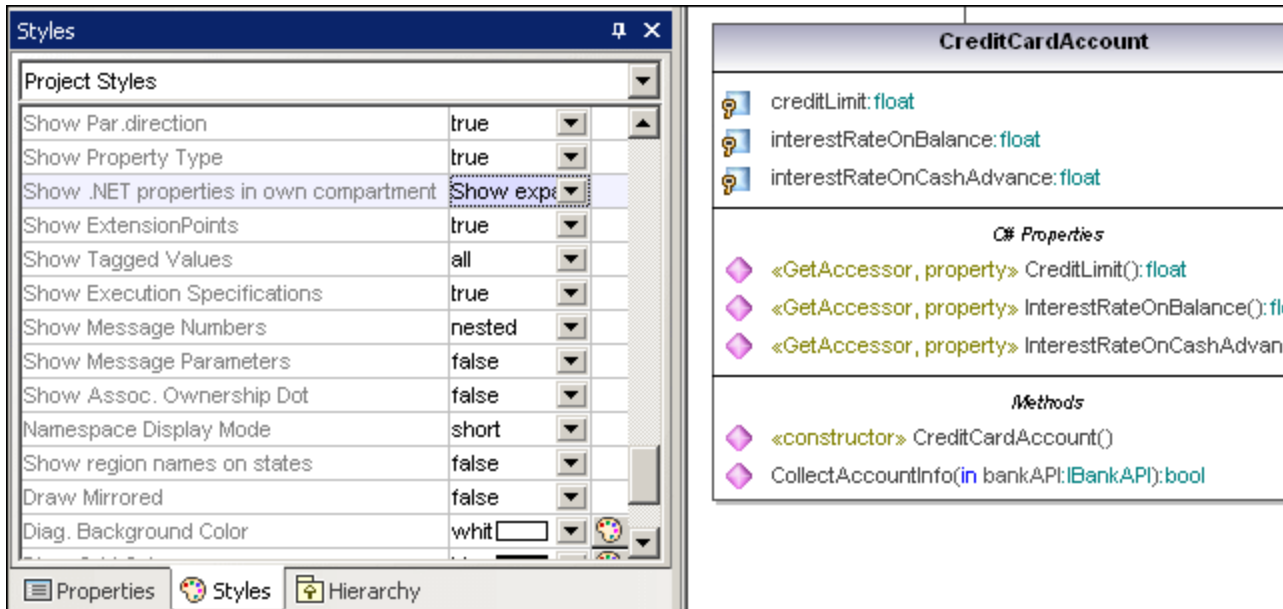 Styles
Project Styles
Show Par.direction true
Show Property Type true
Show .NET properties in own compartment Show expa
Show ExtensionPoints true
Show Tagged Values all
Show Execution Specifications true
Show Message Numbers nested
Show Message Parameters false
Show Assoc. Ownership Dot false
Namespace Display Mode short
Show region names on states false
Draw Mirrored false
Diag. Background Color whit
Properties Styles Hierarchy
CreditCardAccount
creditLimit:float
interestRateOnBalance:float
interestRateOnCashAdvance:float
C# Properties
«GetAccessor, property» CreditLimit():float
«GetAccessor, property» InterestRateOnBalance():fl
«GetAccessor, property» InterestRateOnCashAdvan
Methods
«constructor» CreditCardAccount()
CollectAccountInfo(in bankAPI:IBankAPI):bool